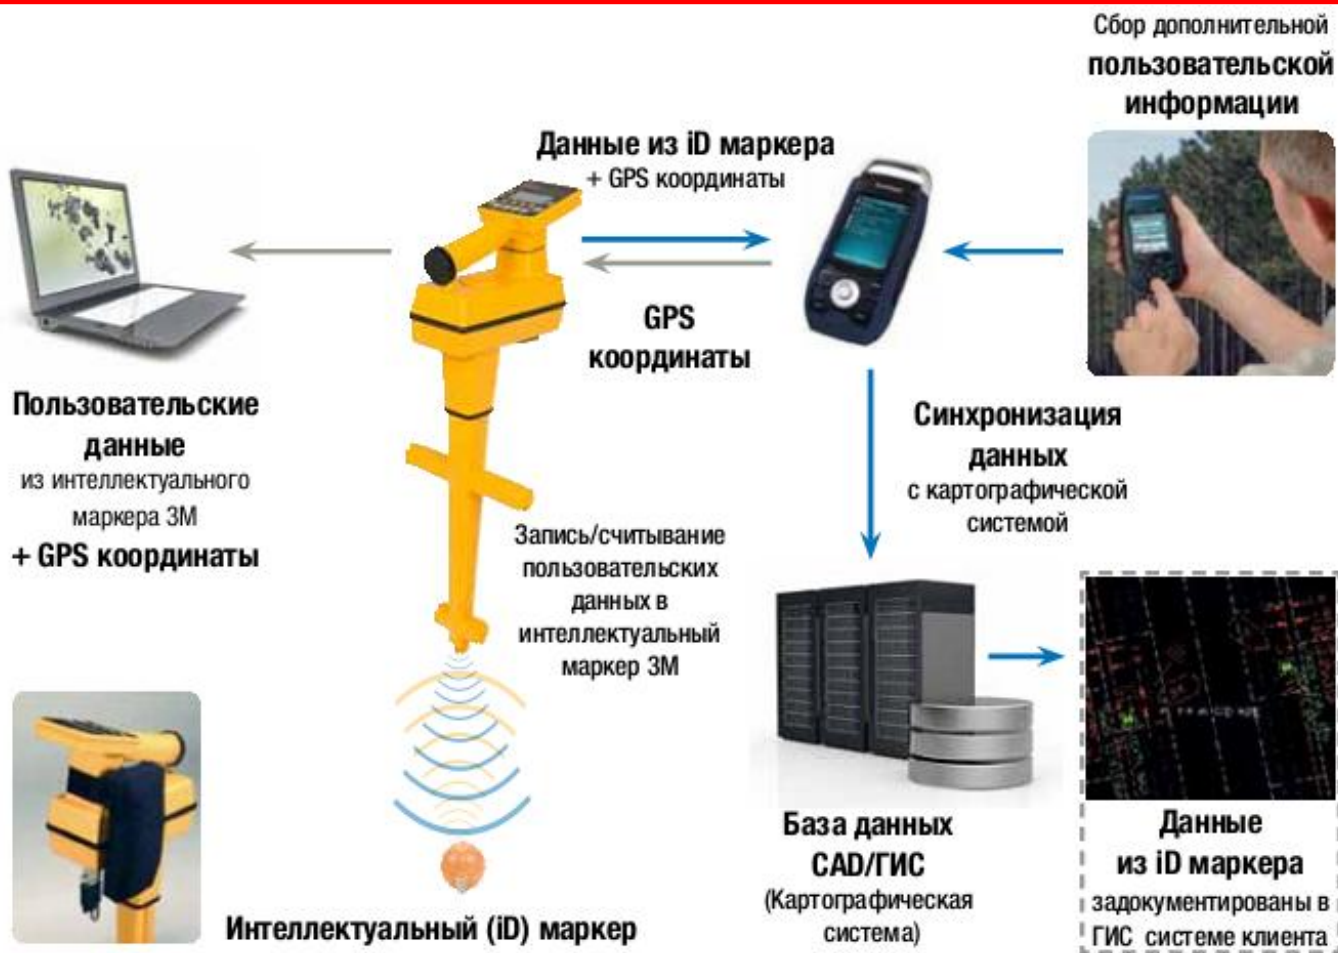 Сбор дополнительной
пользовательской
информации
Данные из iD маркера
+ GPS координаты
GPS
координаты
Пользовательские
данные
из интеллектуального
маркера 3М
+ GPS координаты
Синхронизация
данных
с картографической
системой
Запись/считывание
пользовательских
данных в
интеллектуальный
маркер 3М
Интеллектуальный (iD) маркер
База данных
CAD/ГИС
(Картографическая
система)
Данные
из iD маркера
задокументированы в
ГИС системе клиента